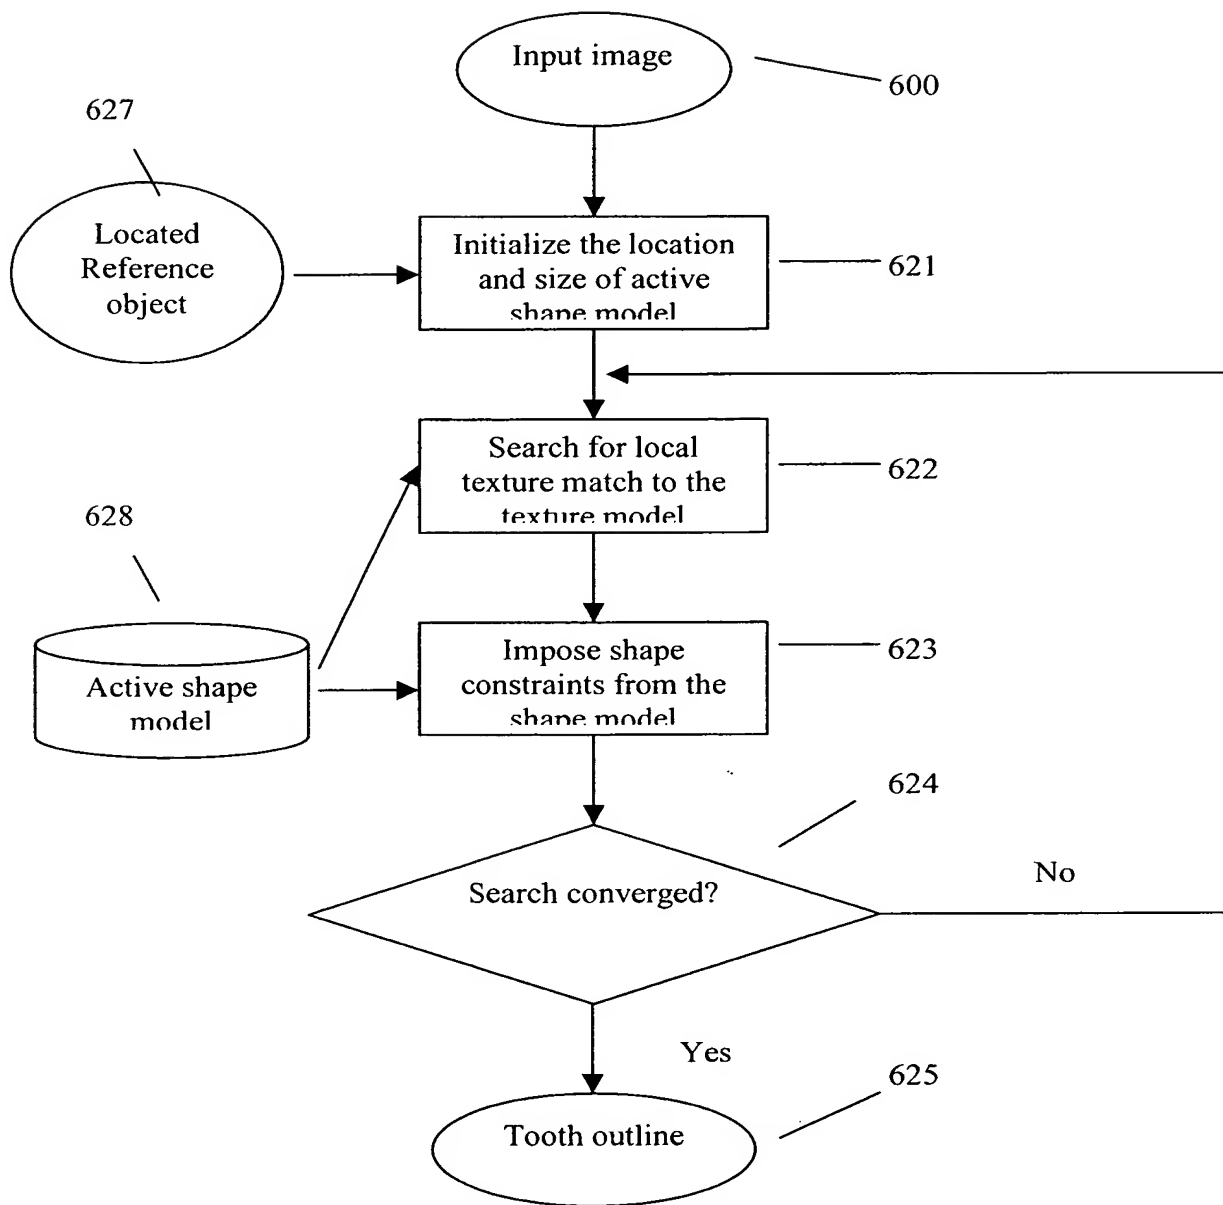 Input image
600
627
Located
Reference
object
Initialize the location
and size of active
shape model
621
Search for local
texture match to the
texture model
622
628
Active shape
model
Impose shape
constraints from the
shape model
623
624
Search converged?
No
Yes
625
Tooth outline